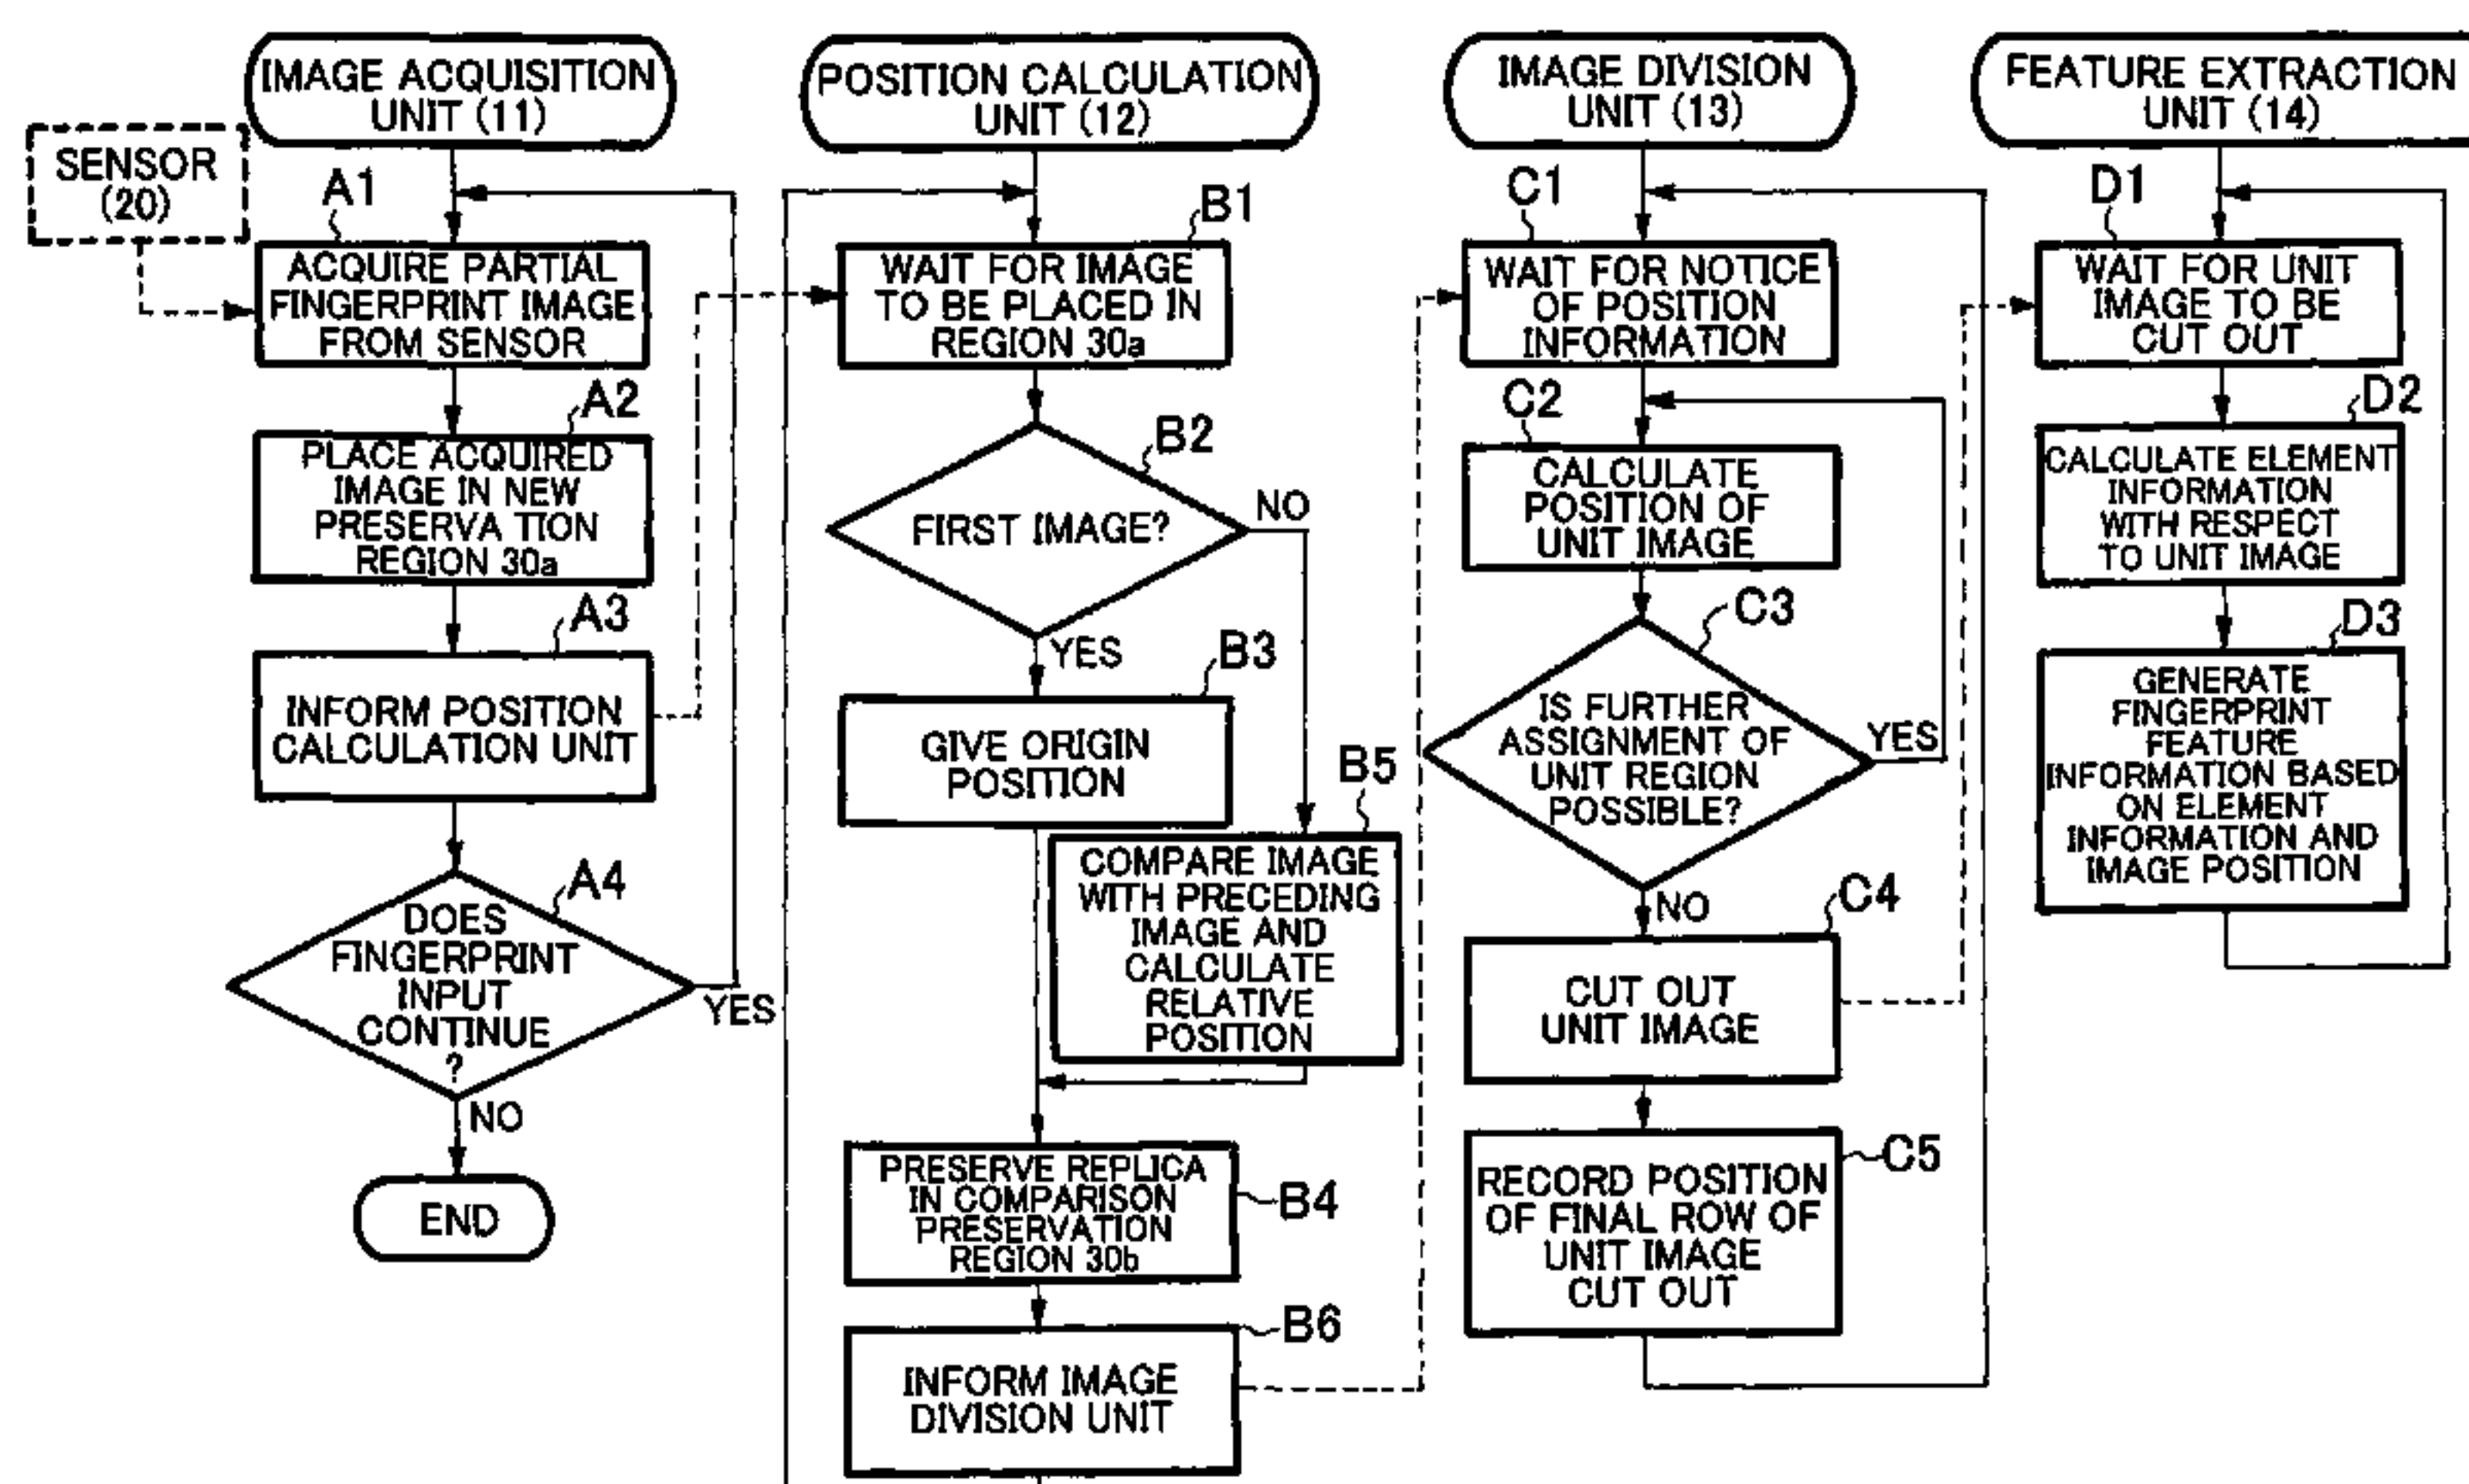 IMAGE ACQUISITION
UNIT (11)
SENSOR
(20)
A1
ACQUIRE PARTIAL
FINGERPRINT IMAGE
FROM SENSOR
A2
PLACE ACQUIRED
IMAGE IN NEW
PRESERVA TION
REGION 30a
A3
INFORM POSITION
CALCULATION UNIT
A4
DOES
FINGERPRINT
INPUT
CONTINUE
?
YES
NO
END
POSITION CALCULATION
UNIT (12)
B1
WAIT FOR IMAGE
TO BE PLACED IN
REGION 30a
B2
FIRST IMAGE?
NO
YES
B3
GIVE ORIGIN
POSITION
B5
COMPARE IMAGE
WITH PRECEDING
IMAGE AND
CALCULATE
RELATIVE
POSITION
PRESERVE REPLICA
IN COMPARISON
PRESERVATION
REGION 30b
B4
B6
INFORM IMAGE
DIVISION UNIT
IMAGE DIVISION
UNIT (13)
C1
WAIT FOR NOTICE
OF POSITION
INFORMATION
C2
CALCULATE
POSITION OF
UNIT IMAGE
C3
IS FURTHER
ASSIGNMENT OF
UNIT REGION
POSSIBLE?
YES
NO
C4
CUT OUT
UNIT IMAGE
C5
RECORD POSITION
OF FINAL ROW OF
UNIT IMAGE
CUT OUT
FEATURE EXTRACTION
UNIT (14)
D1
WAIT FOR UNIT
IMAGE TO BE
CUT OUT
D2
CALCULATE ELEMENT
INFORMATION
WITH RESPECT
TO UNIT IMAGE
D3
GENERATE
FINGERPRINT
FEATURE
INFORMATION BASED
ON ELEMENT
INFORMATION AND
IMAGE POSITION